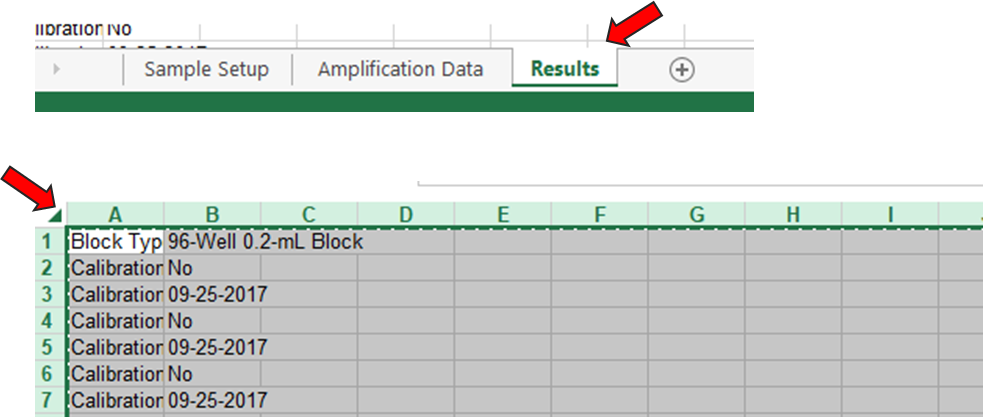 libration No
Sample Setup Amplification Data Results
A B C D E F G H I
1 Block Typ 96-Well 0.2-mL Block
2 Calibration No
3 Calibration 09-25-2017
4 Calibration No
5 Calibration 09-25-2017
6 Calibration No
7 Calibration 09-25-2017